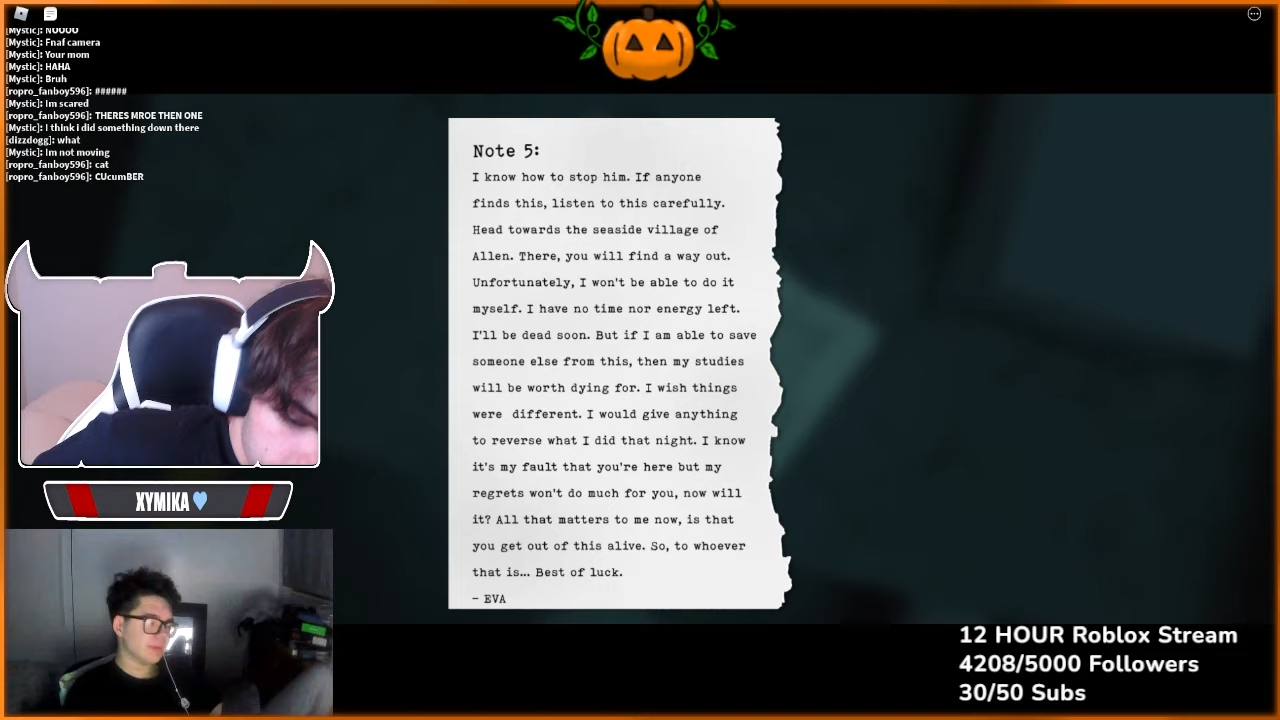 [Mystic]: NOOOO
[Mystic]: Fnaf camera
[Mystic]: Your mom
[Mystic]: HAHA
[Mystic]: Bruh
[ropro_fanboy596]: ######
[Mystic]: Im scared
[ropro_fanboy596]: THERES MROE THEN ONE
[Mystic]: I think I did something down there
[dizzdogg]: what
[Mystic]: Im not moving
[ropro_fanboy596]: cat
[ropro_fanboy596]: CUcumBER
Note 5:
I know how to stop him. If anyone
finds this, listen to this carefully.
Head towards the seaside village of
Allen. There, you will find a way out.
Unfortunately, I won't be able to do it
myself. I have no time nor energy left.
I'll be dead soon. But if I am able to save
someone else from this, then my studies
will be worth dying for. I wish things
were different. I would give anything
to reverse what I did that night. I know
it's my fault that you're here but my
regrets won't do much for you, now will
it? All that matters to me now, is that
you get out of this alive. So, to whoever
that is... Best of luck.
- EVA
XYMIKA
12 HOUR Roblox Stream
4208/5000 Followers
30/50 Subs